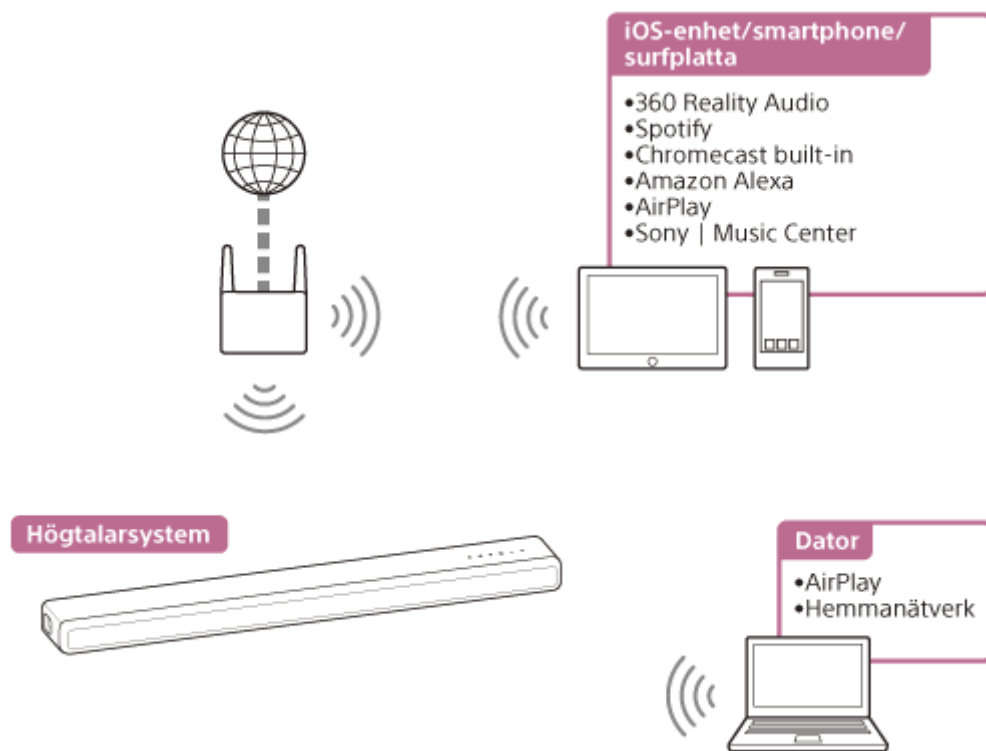 iOS-enhet/smartphone/
surfplatta
•360 Reality Audio
•Spotify
•Chromecast built-in
•Amazon Alexa
•AirPlay
•Sony | Music Center
Högtalarsystem
Dator
•AirPlay
•Hemmanätverk